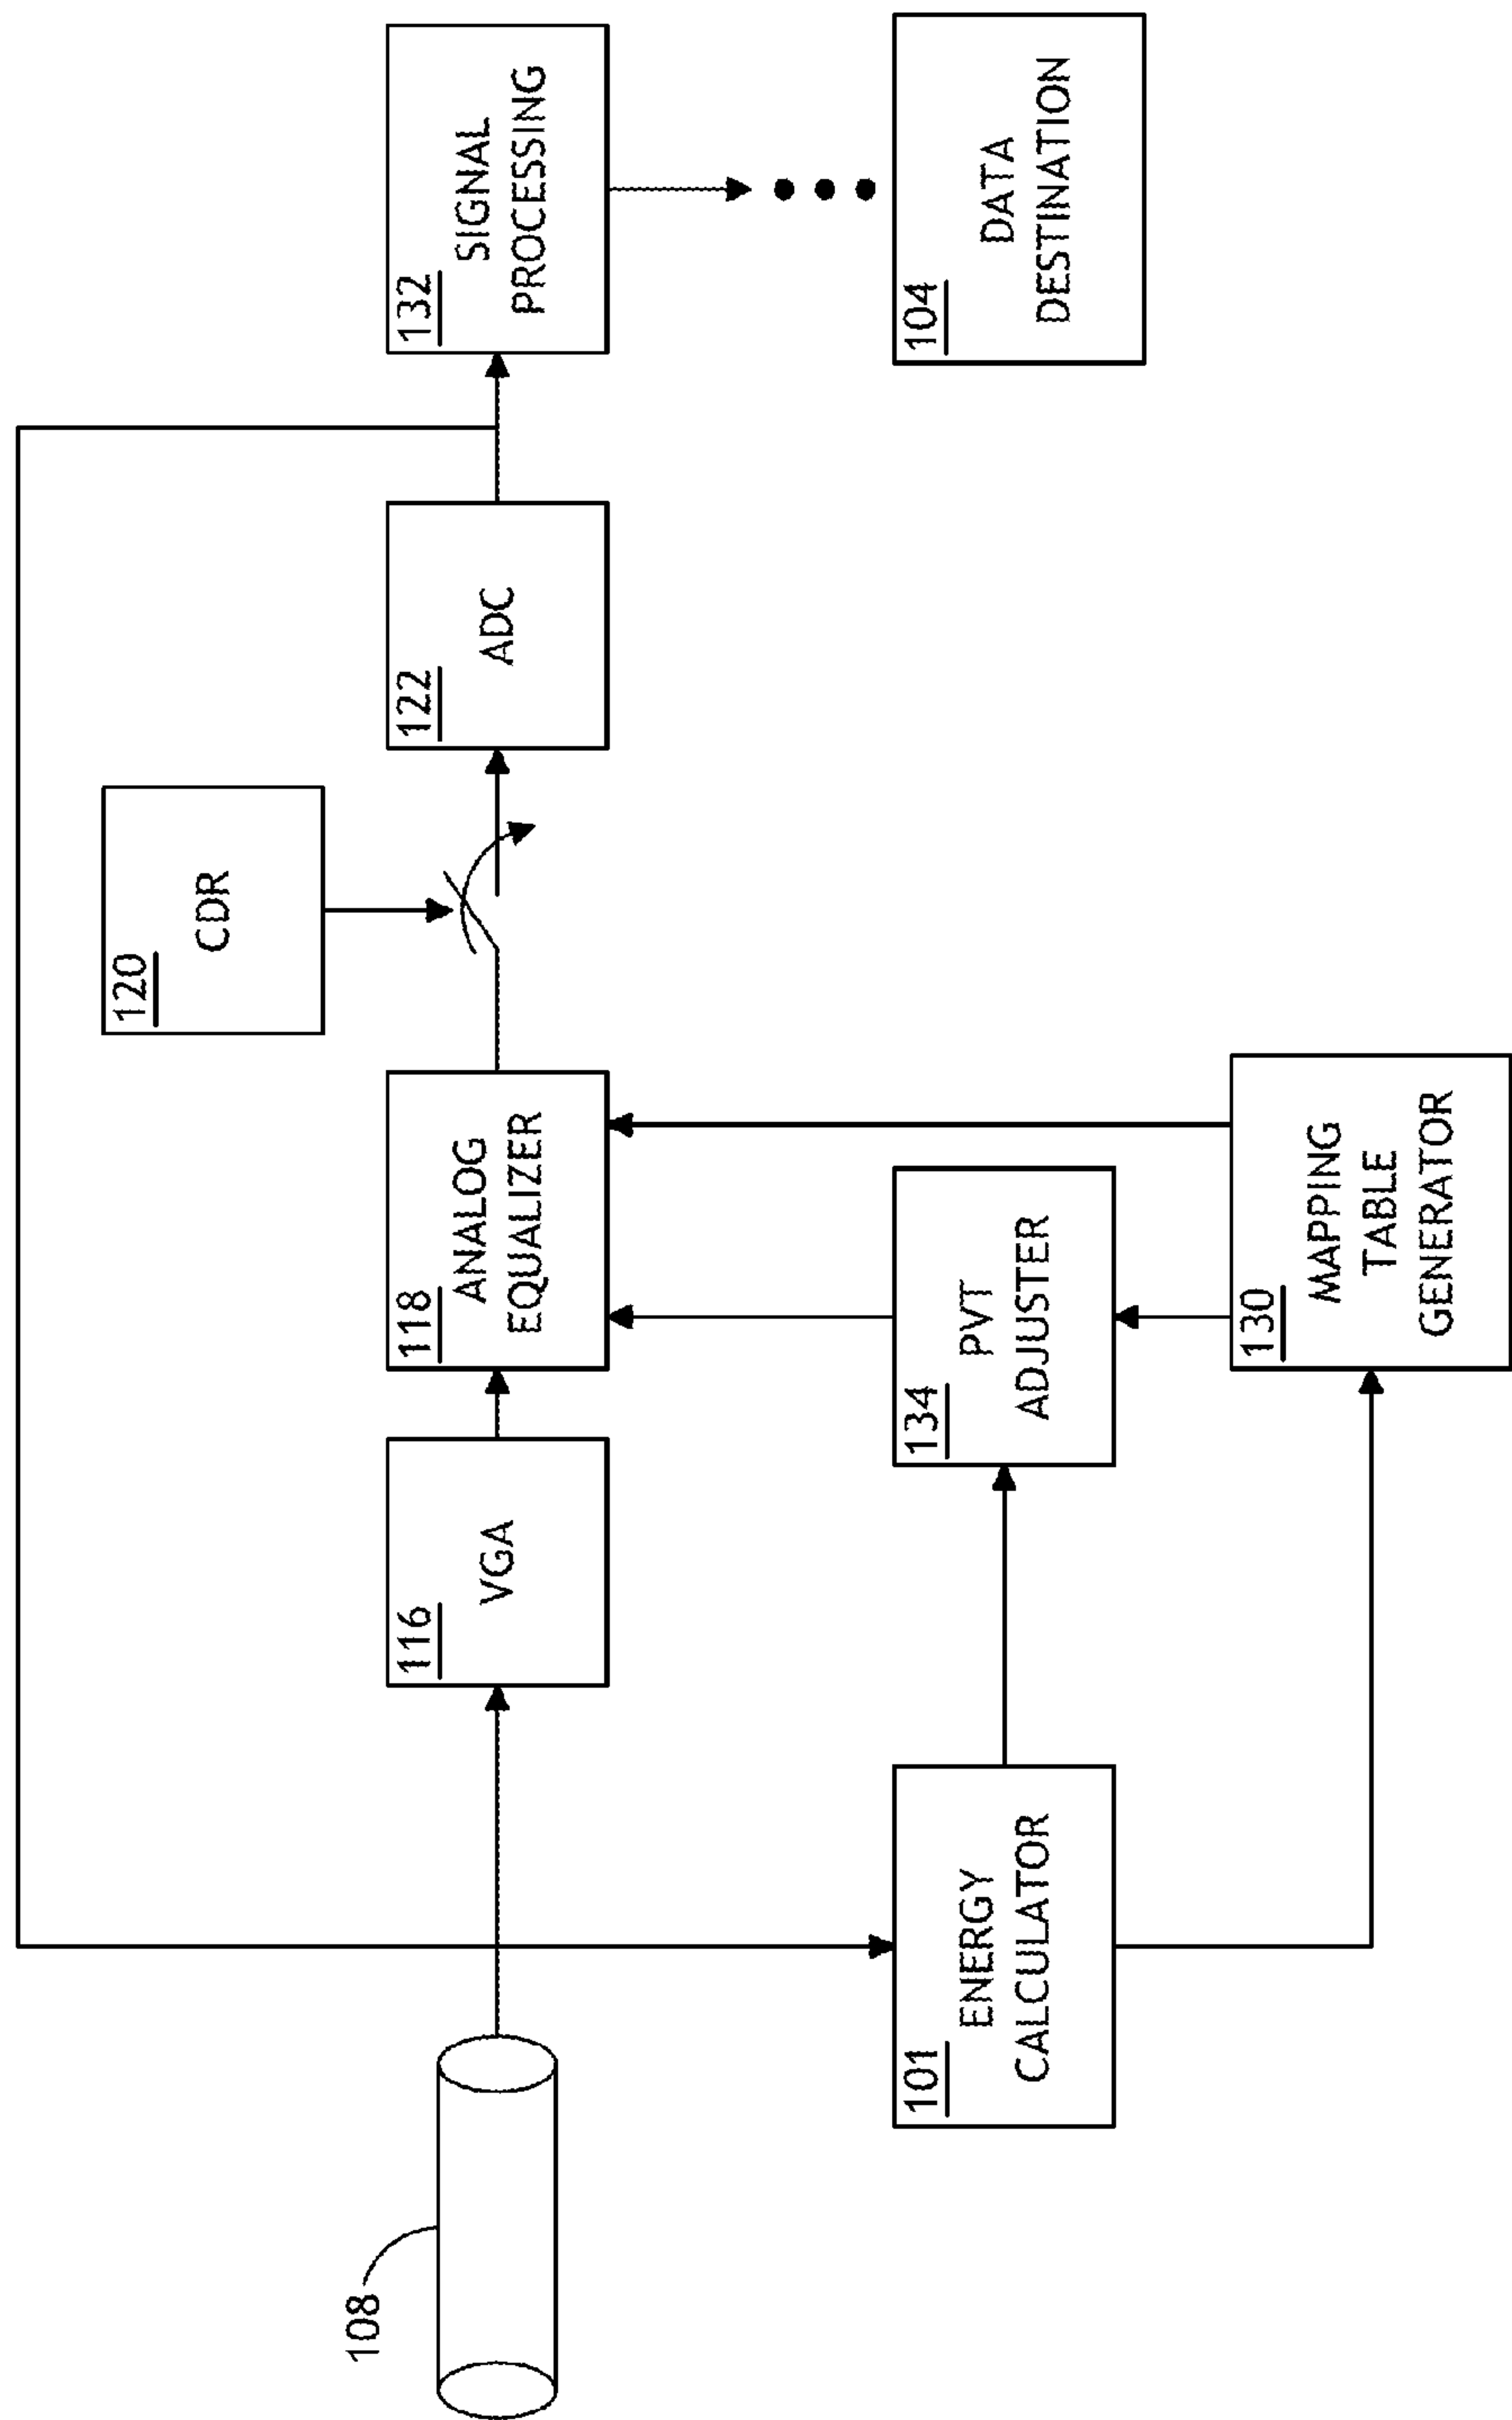 108
116
VGA
118
ANALOG
EQUALIZER
120
CDR
122
ADC
132
SIGNAL
PROCESSING
101
ENERGY
CALCULATOR
134
PVT
ADJUSTER
104
DATA
DESTINATION
130
MAPPING
TABLE
GENERATOR